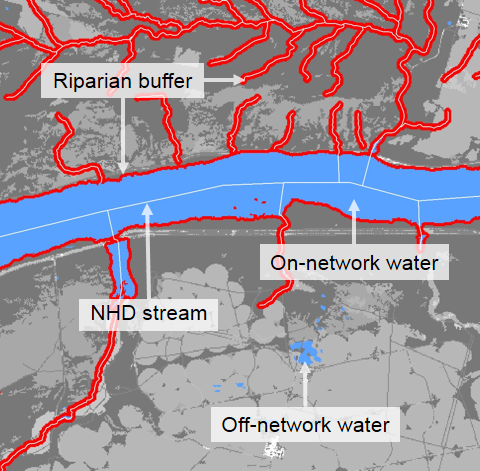 Riparian buffer
On-network water
NHD stream
Off-network water